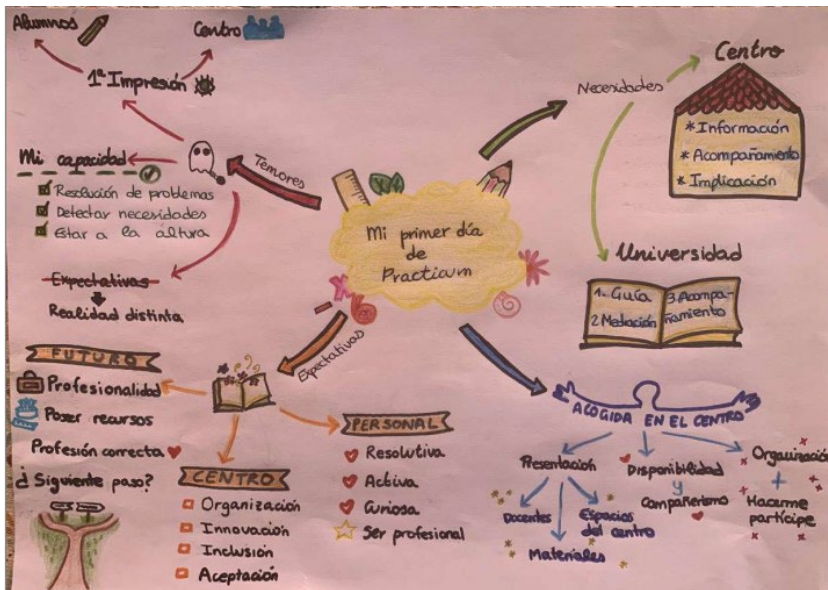 Mi primer día
de
Practicum
Temores
1ª Impresión
Alumnos
Centro
Mi capacidad
Resolución de problemas
Detectar necesidades
Estar a la altura
Expectativas
Realidad distinta
Necesidades
Centro
* Información
* Acompañamiento
* Implicación
Universidad
1. Guía
2 Mediación
3 Acompa-
ñamiento
Expectativas
FUTURO
Profesionalidad
Poseer recursos
Profesión correcta
¿Siguiente paso?
CENTRO
Organización
Innovación
Inclusión
Aceptación
PERSONAL
Resolutiva
Activa
Curiosa
Ser profesional
ACOGIDA EN EL CENTRO
Presentación
Docentes
Materiales
Espacios
del centro
Disponibilidad
y
Compañerismo
Organización
+
Hacerme
partícipe